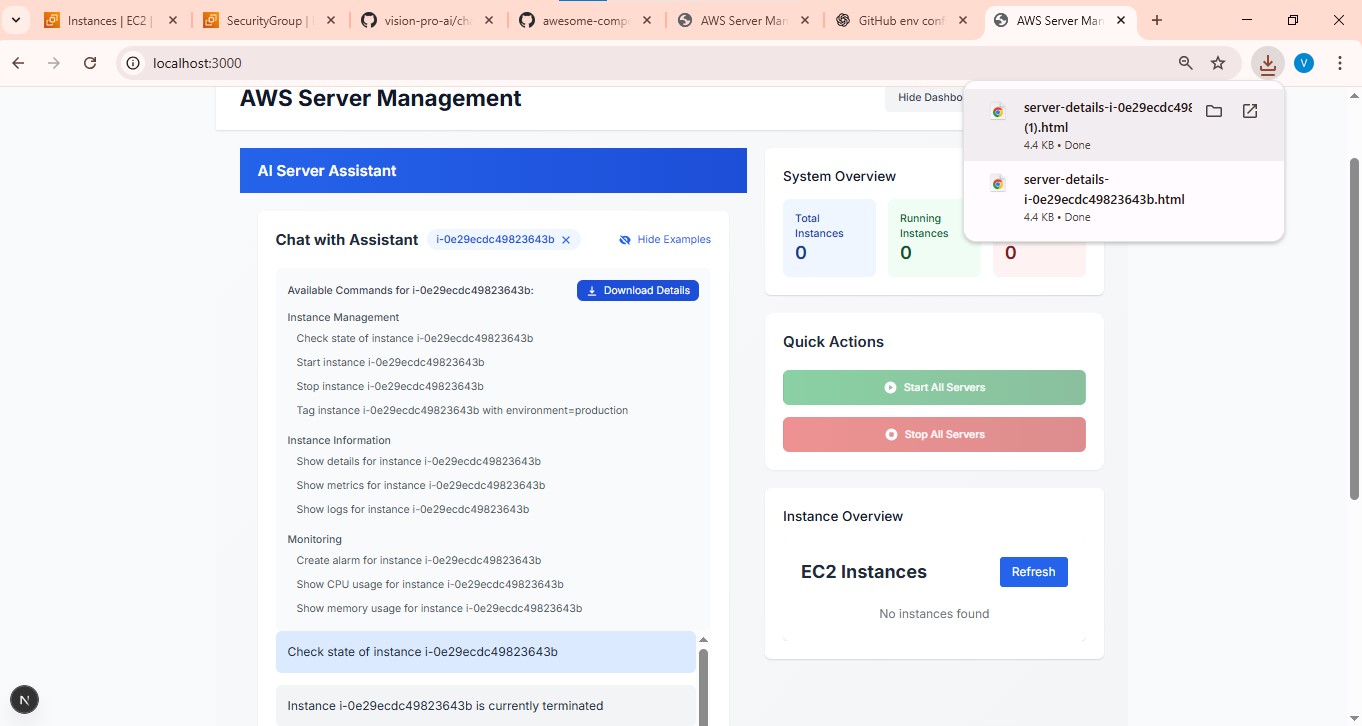 Instances | EC2 |
SecurityGroup |
vision-pro-ai/ch
awesome-compo
AWS Server Man
GitHub env conf
AWS Server Man
localhost:3000
V
AWS Server Management
Hide Dashbo
server-details-i-0e29ecdc498
(1).html
4.4 KB • Done
server-details-
i-0e29ecdc49823643b.html
4.4 KB • Done
AI Server Assistant
Chat with Assistant
i-0e29ecdc49823643b ×
Hide Examples
Available Commands for i-0e29ecdc49823643b:
Download Details
Instance Management
Check state of instance i-0e29ecdc49823643b
Start instance i-0e29ecdc49823643b
Stop instance i-0e29ecdc49823643b
Tag instance i-0e29ecdc49823643b with environment=production
Instance Information
Show details for instance i-0e29ecdc49823643b
Show metrics for instance i-0e29ecdc49823643b
Show logs for instance i-0e29ecdc49823643b
Monitoring
Create alarm for instance i-0e29ecdc49823643b
Show CPU usage for instance i-0e29ecdc49823643b
Show memory usage for instance i-0e29ecdc49823643b
Check state of instance i-0e29ecdc49823643b
Instance i-0e29ecdc49823643b is currently terminated
N
System Overview
Total
Instances
0
Running
Instances
0
0
Quick Actions
Start All Servers
Stop All Servers
Instance Overview
EC2 Instances
Refresh
No instances found